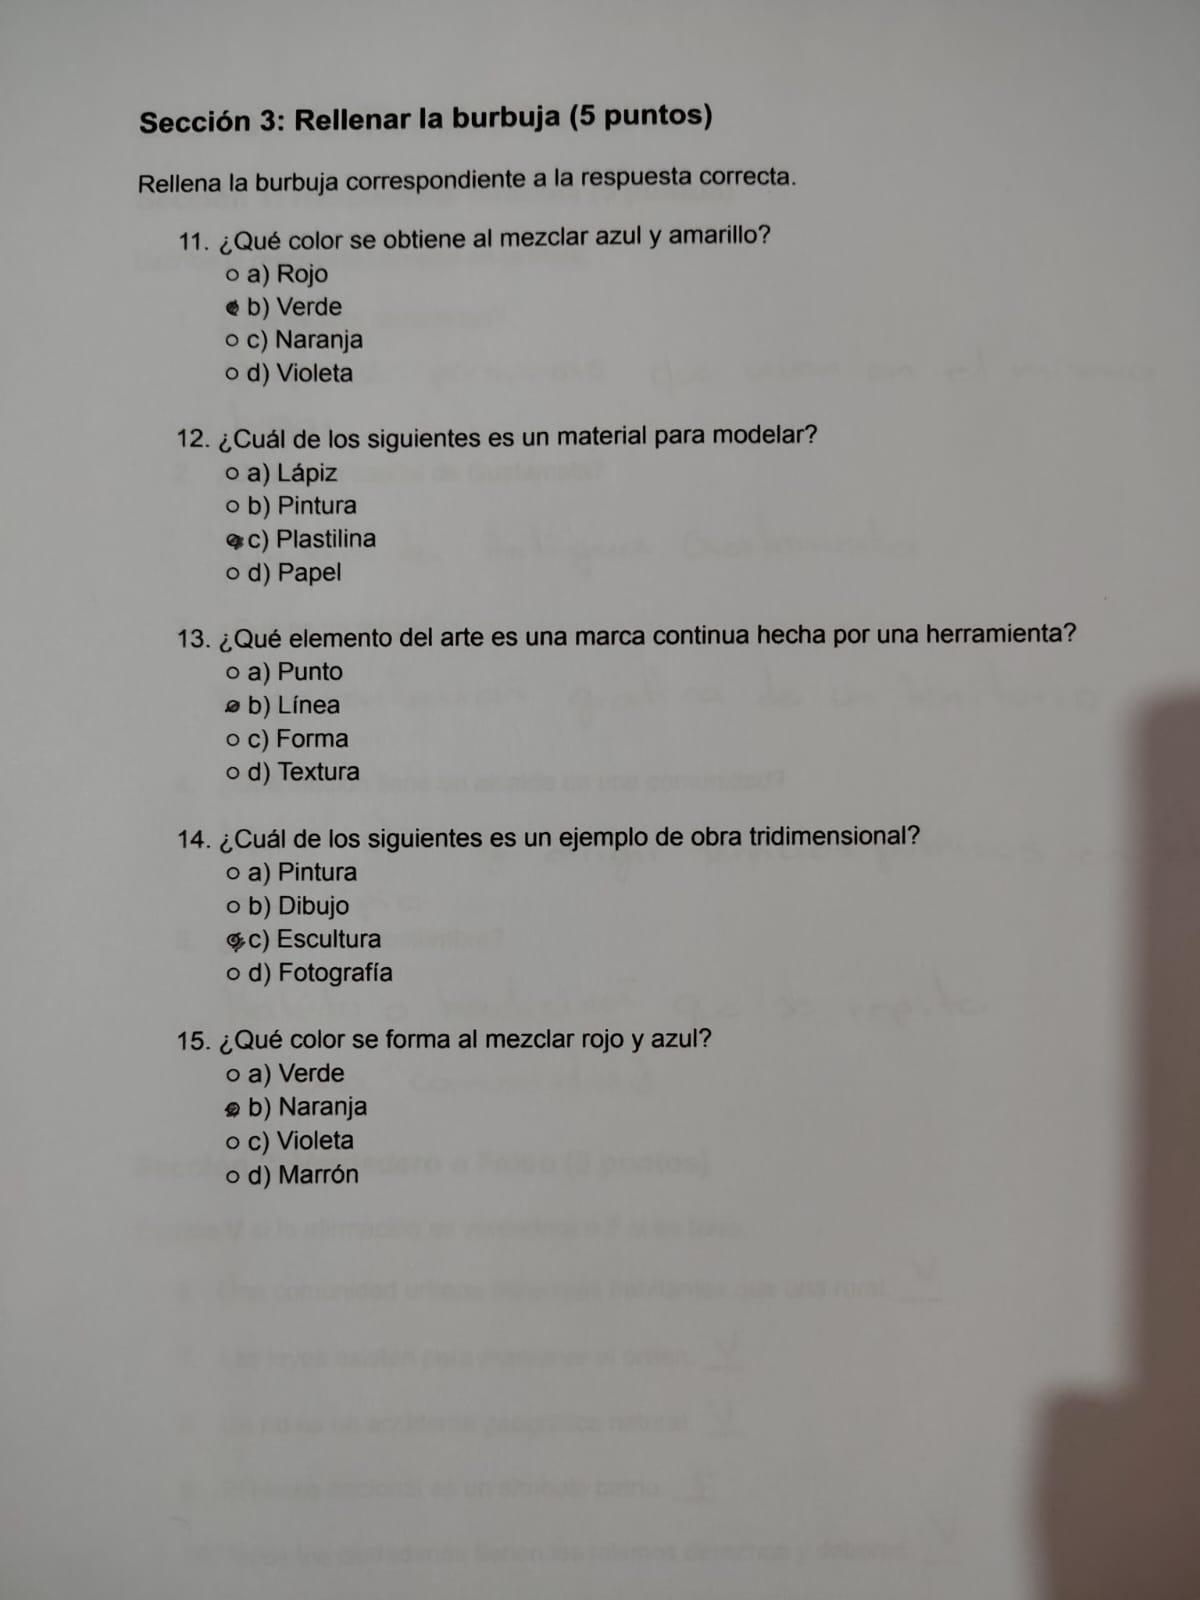 Sección 3: Rellenar la burbuja (5 puntos)
Rellena la burbuja correspondiente a la respuesta correcta.
11. ¿Qué color se obtiene al mezclar azul y amarillo?
o a) Rojo
b) Verde
o c) Naranja
o d) Violeta
12. ¿Cuál de los siguientes es un material para modelar?
o a) Lápiz
o b) Pintura
c) Plastilina
o d) Papel
13. ¿Qué elemento del arte es una marca continua hecha por una herramienta?
o a) Punto
b) Línea
o c) Forma
o d) Textura
14. ¿Cuál de los siguientes es un ejemplo de obra tridimensional?
o a) Pintura
o b) Dibujo
c) Escultura
o d) Fotografía
15. ¿Qué color se forma al mezclar rojo y azul?
o a) Verde
b) Naranja
o c) Violeta
o d) Marrón